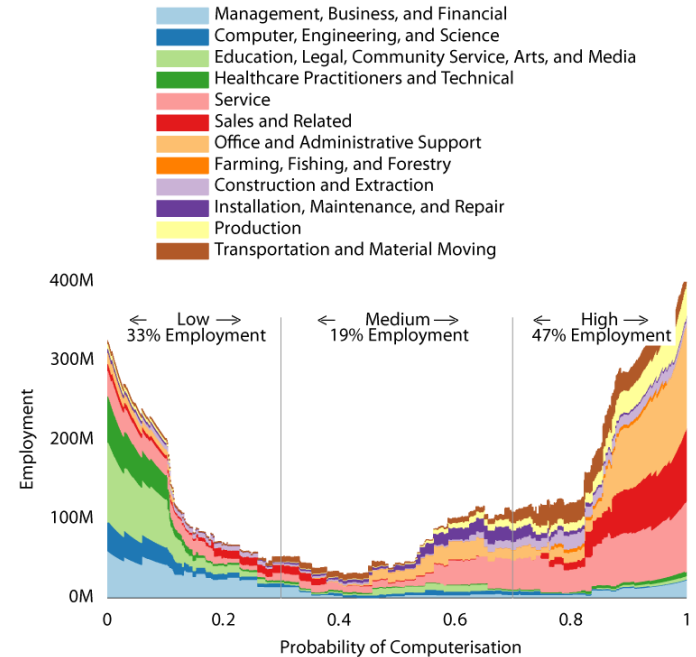 Management, Business, and Financial
Computer, Engineering, and Science
Education, Legal, Community Service, Arts, and Media
Healthcare Practitioners and Technical
Service
Sales and Related
Office and Administrative Support
Farming, Fishing, and Forestry
Construction and Extraction
Installation, Maintenance, and Repair
Production
Transportation and Material Moving
400M
← Low →
33% Employment
← Medium →
19% Employment
← High →
47% Employment
300M
200M
100M
0M
Employment
0
0.2
0.4
0.6
0.8
1
Probability of Computerisation